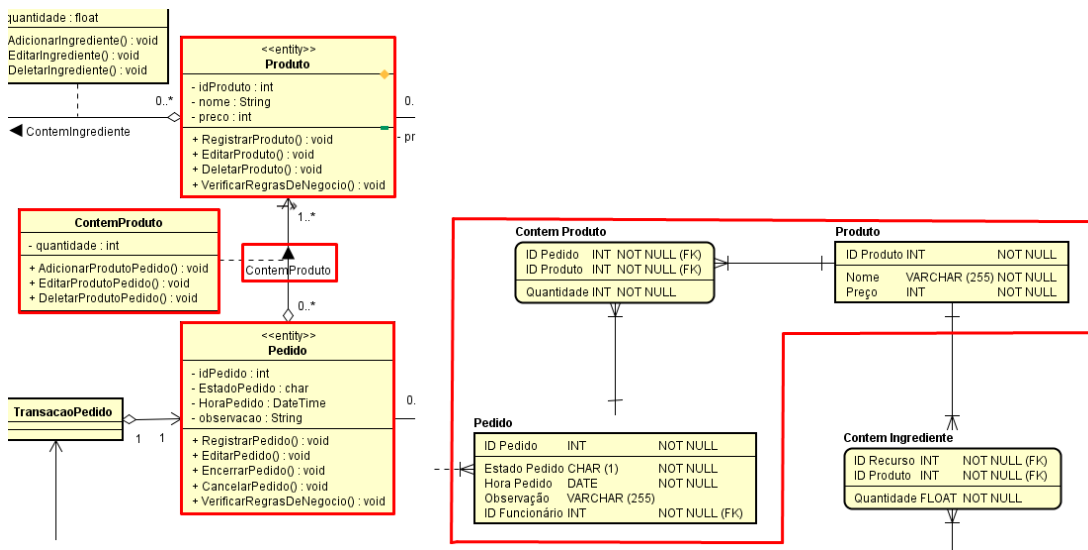 quantidade : float
AdicionarIngrediente() : void
EditarIngrediente() : void
DeletarIngrediente() : void
0..*
ContemIngrediente
<<entity>>
Produto
- idProduto : int
- nome : String
- preco : int
+ RegistrarProduto() : void
+ EditarProduto() : void
+ DeletarProduto() : void
+ VerificarRegrasDeNegocio() : void
0.
- pr
1..*
ContemProduto
- quantidade : int
+ AdicionarProdutoPedido() : void
+ EditarProdutoPedido() : void
+ DeletarProdutoPedido() : void
ContemProduto
0..*
<<entity>>
Pedido
- idPedido : int
- EstadoPedido : char
- HoraPedido : DateTime
- observacao : String
+ RegistrarPedido() : void
+ EditarPedido() : void
+ EncerrarPedido() : void
+ CancelarPedido() : void
+ VerificarRegrasDeNegocio() : void
0.
TransacaoPedido
1
1
Contem Produto
ID Pedido INT NOT NULL (FK)
ID Produto INT NOT NULL (FK)
Quantidade INT NOT NULL
Produto
ID Produto INT NOT NULL
Nome VARCHAR (255) NOT NULL
Preço INT NOT NULL
Pedido
ID Pedido INT NOT NULL
Estado Pedido CHAR (1) NOT NULL
Hora Pedido DATE NOT NULL
Observação VARCHAR (255)
ID Funcionário INT NOT NULL (FK)
Contem Ingrediente
ID Recurso INT NOT NULL (FK)
ID Produto INT NOT NULL (FK)
Quantidade FLOAT NOT NULL